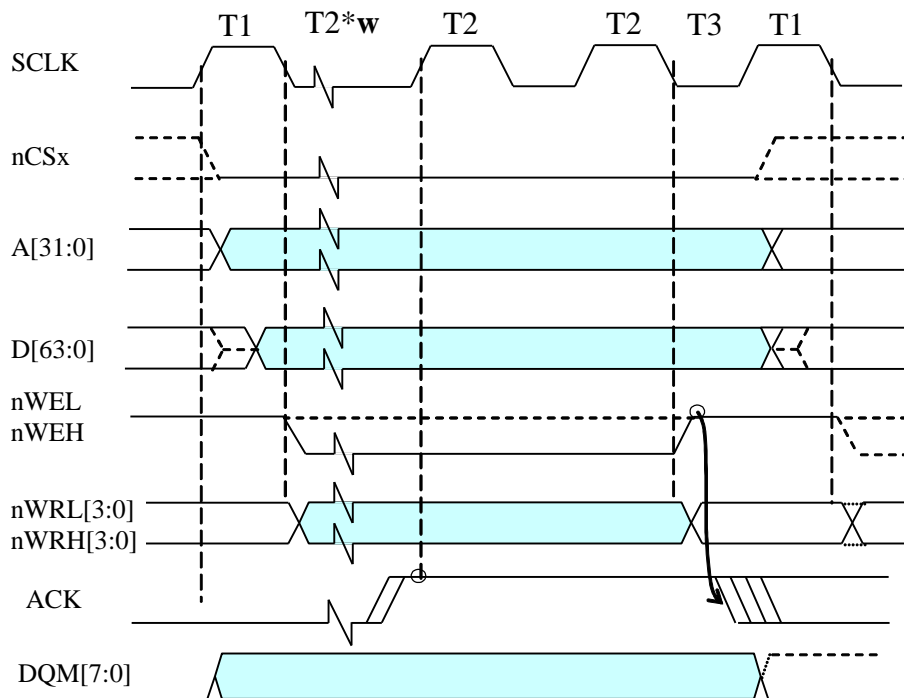 T1 T2*w T2 T2 T3 T1
SCLK
nCSx
A[31:0]
D[63:0]
nWEL
nWEH
nWRL[3:0]
nWRH[3:0]
ACK
DQM[7:0]